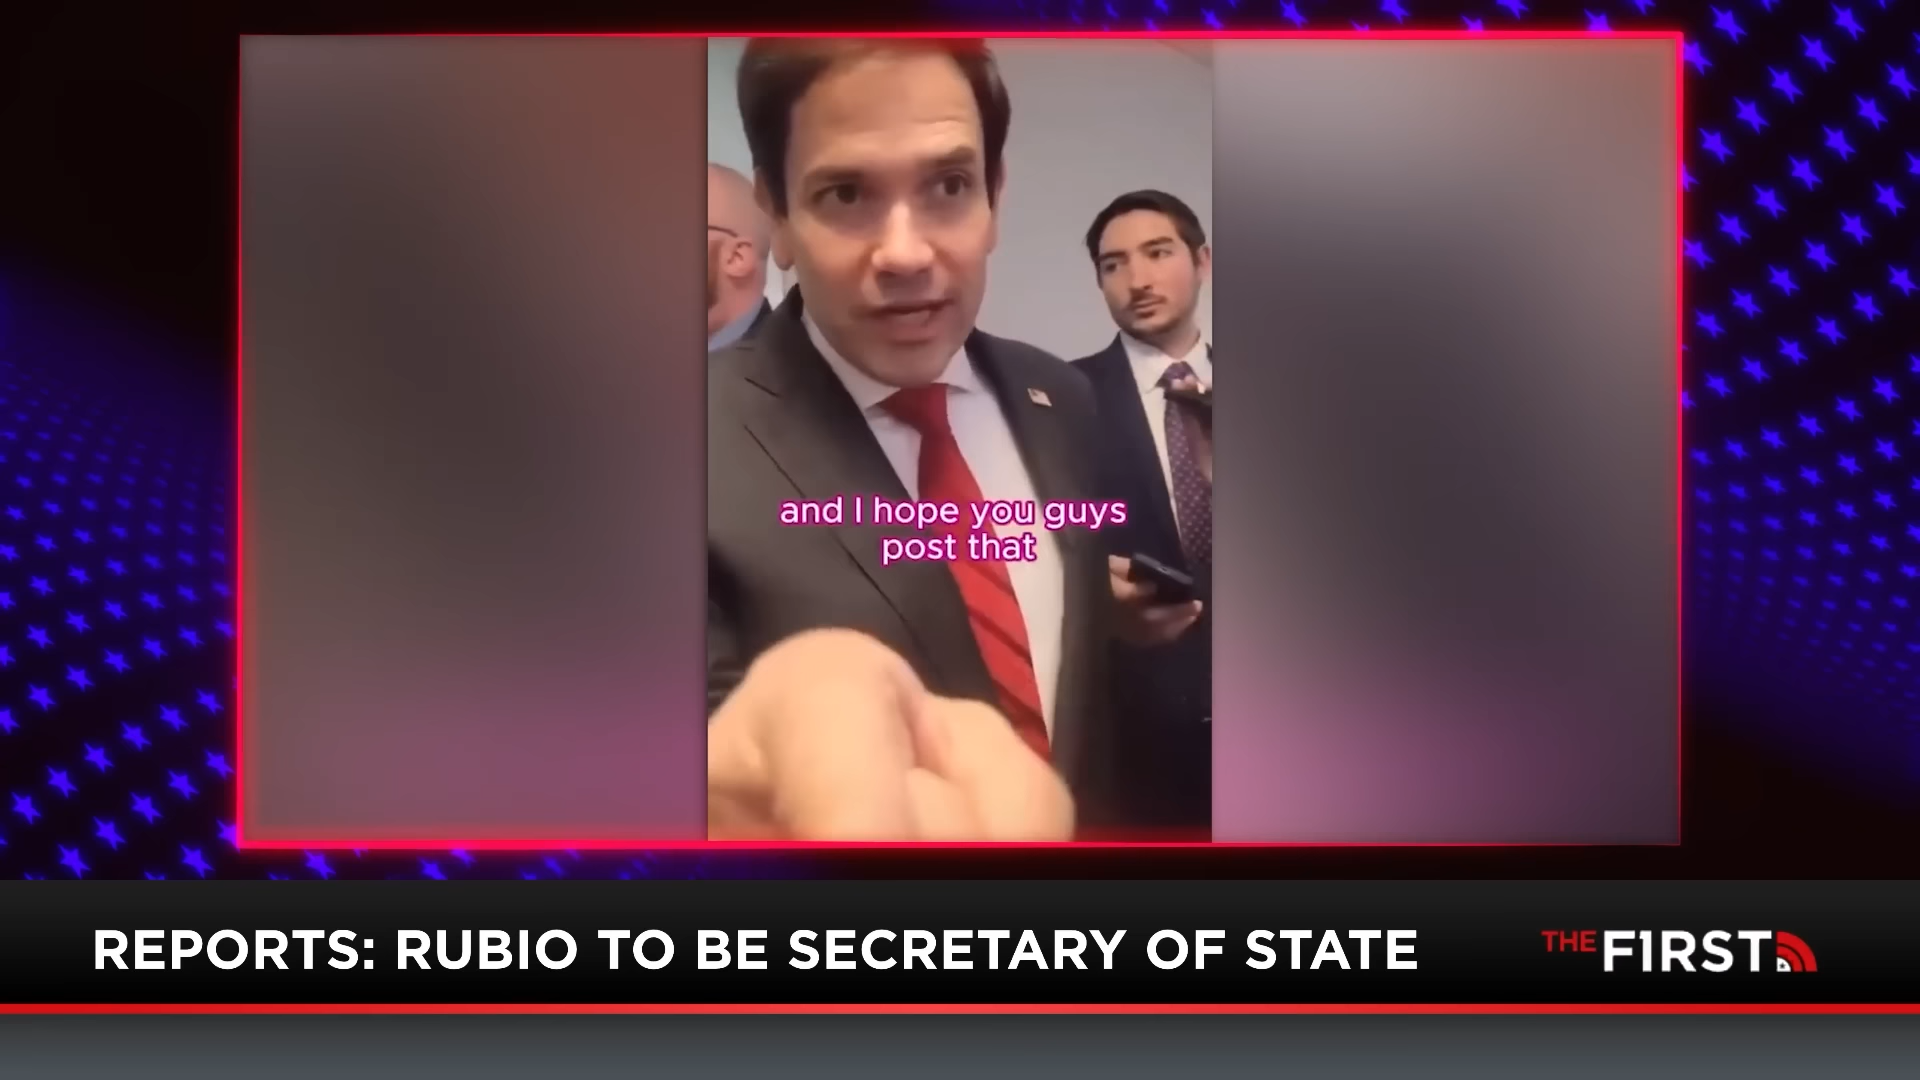 and I hope you guys
post that
REPORTS: RUBIO TO BE SECRETARY OF STATE
THE FIRST